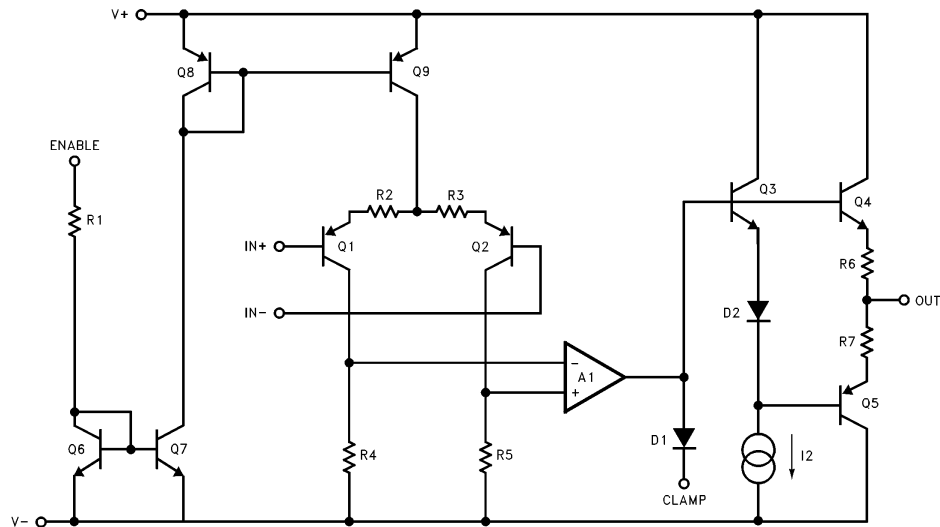 V+
Q8
Q9
ENABLE
R1
R2
R3
Q3
Q4
IN+
Q1
Q2
R6
IN-
D2
OUT
R7
-
A1
+
Q5
Q6
Q7
R4
R5
D1
I2
CLAMP
V-